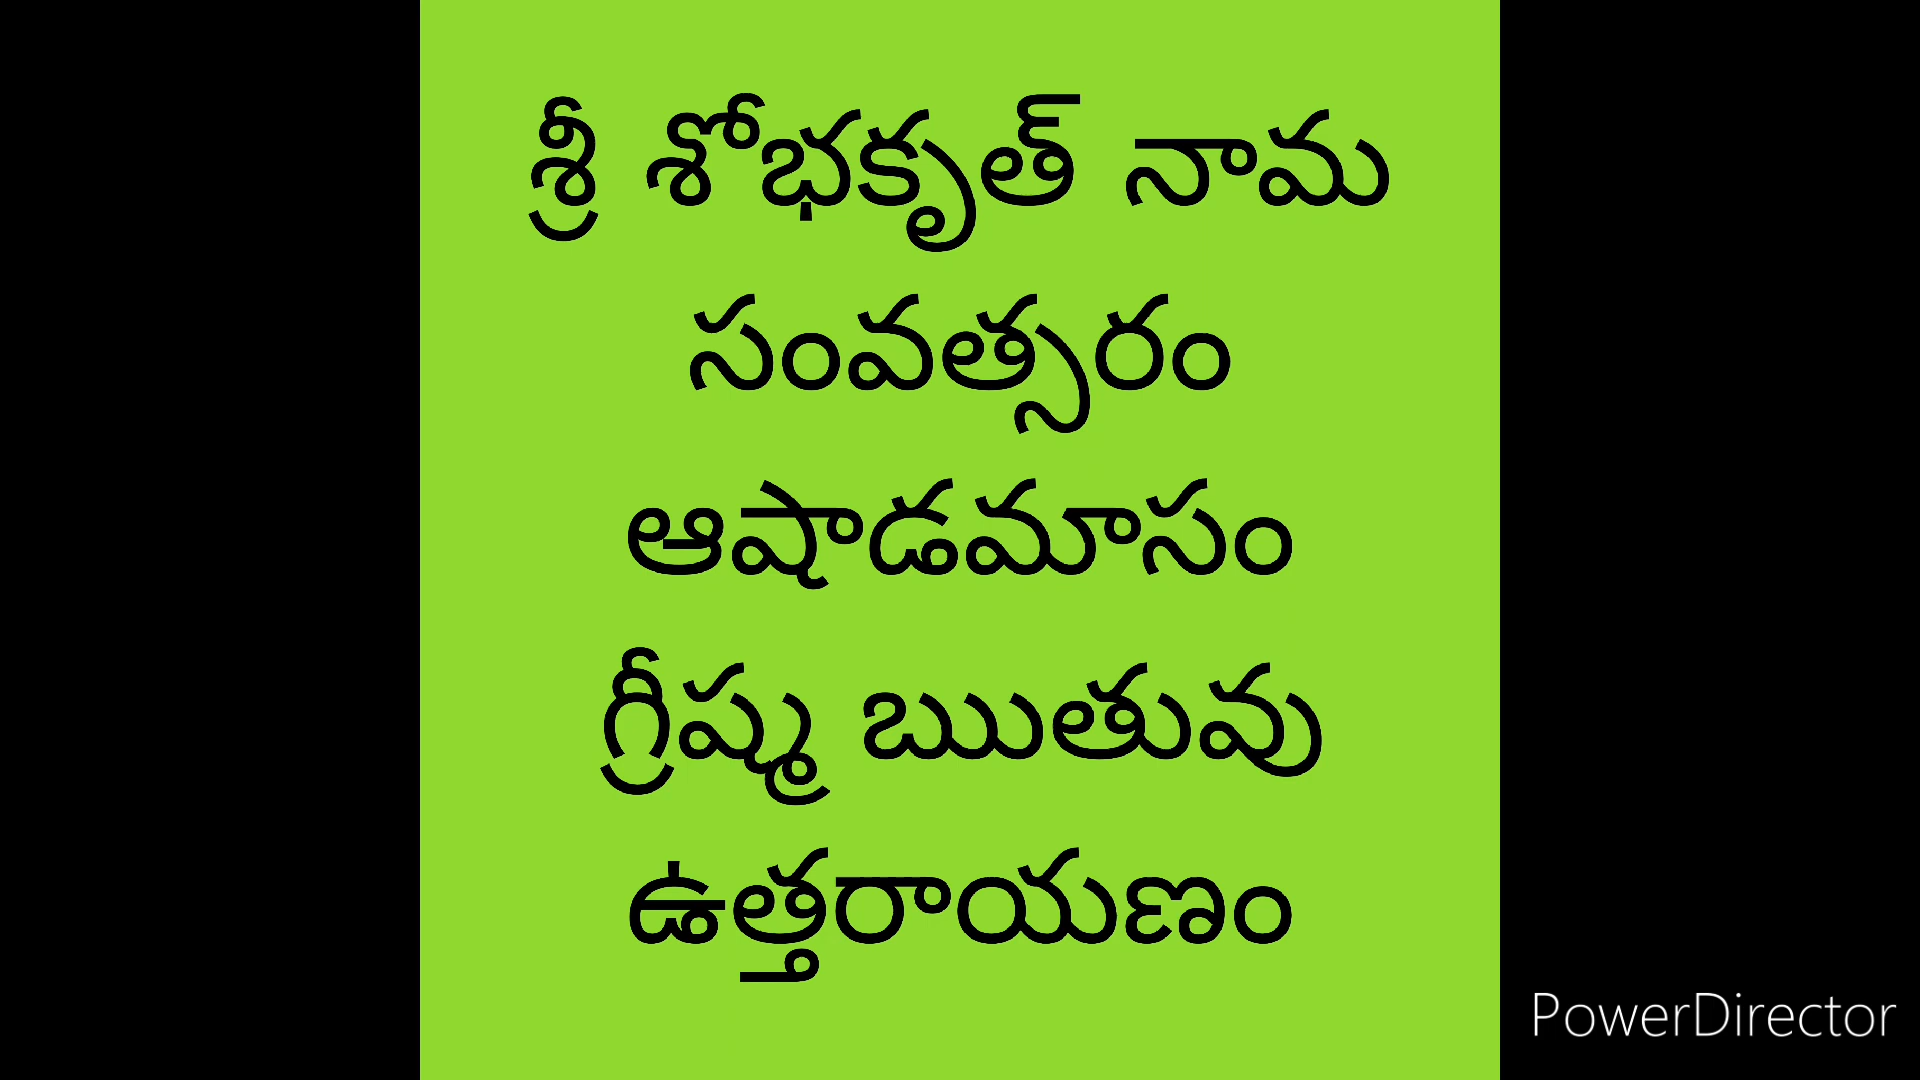 శ్రీ శోభకృత్ నామ
సంవత్సరం
ఆషాడమాసం
గ్రీష్మ ఋతువు
ఉత్తరాయణం
PowerDirector